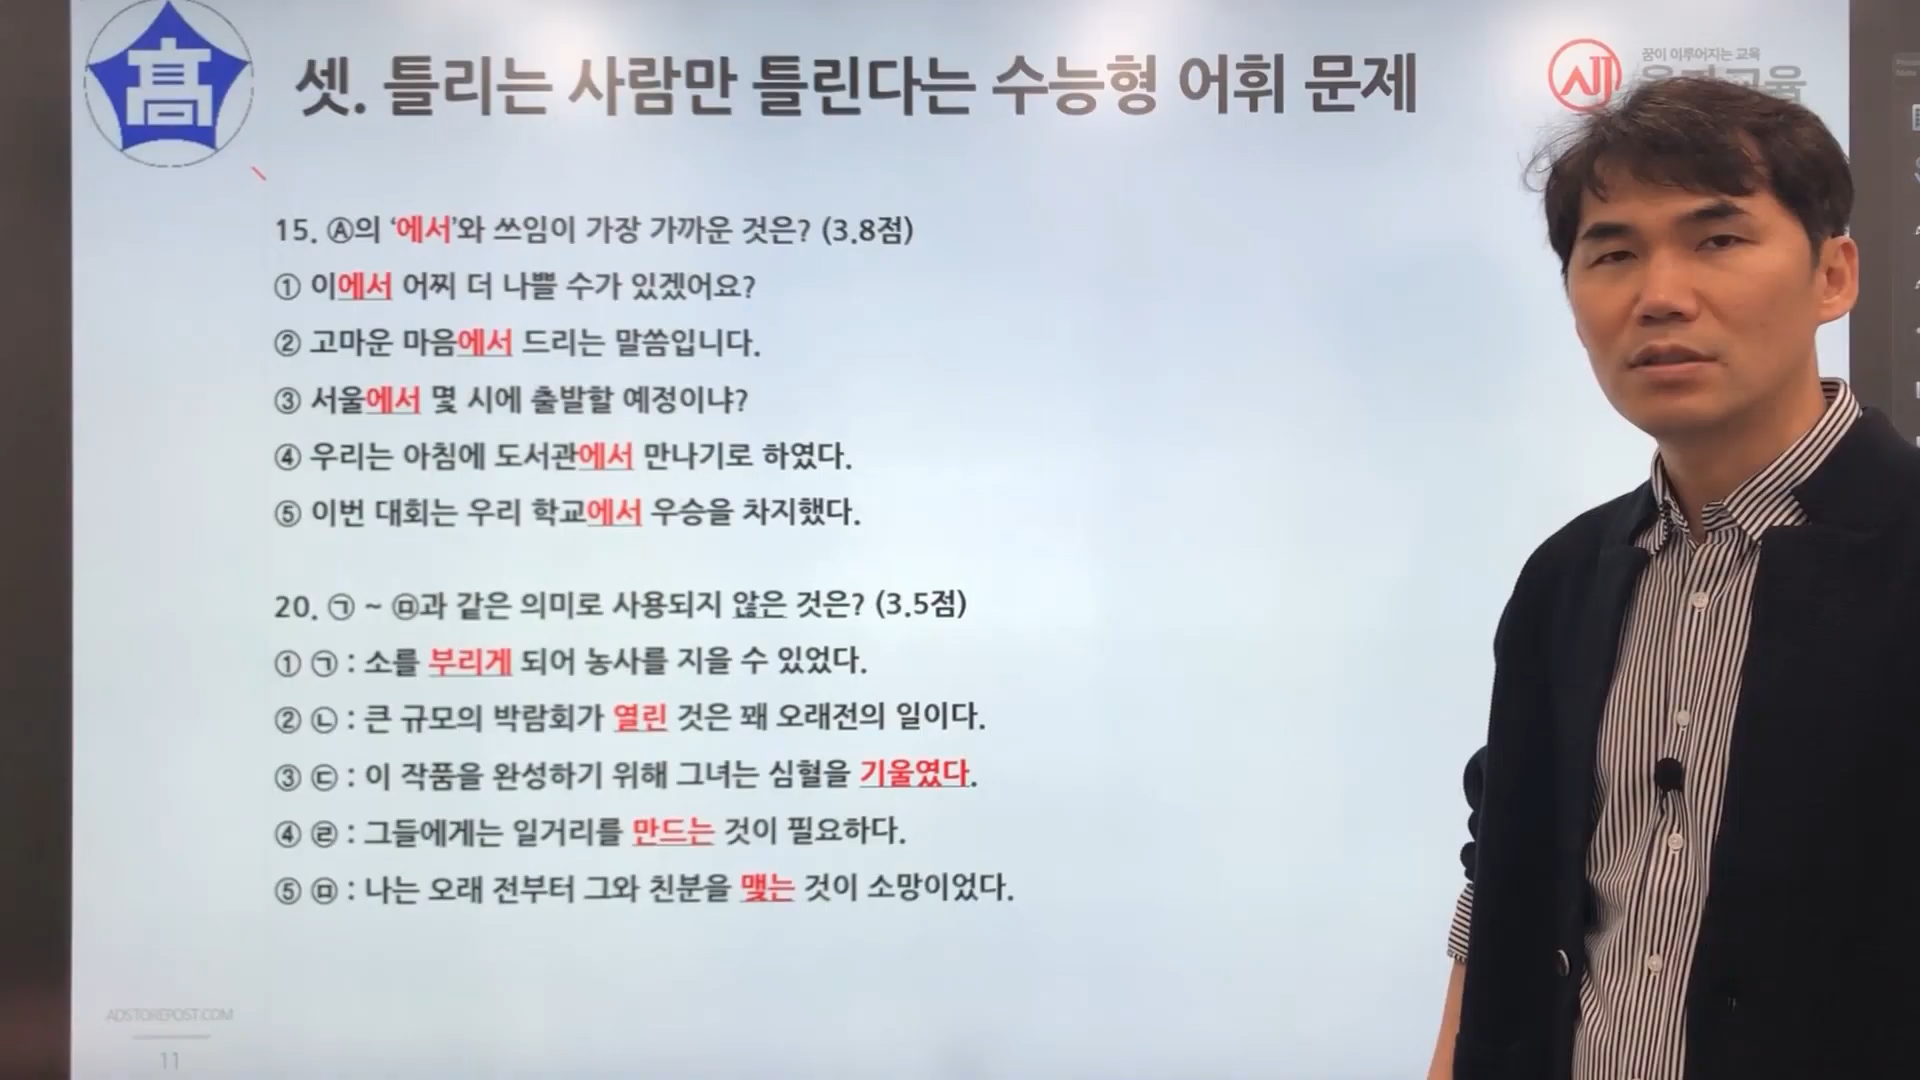 高
셋. 틀리는 사람만 틀린다는 수능형 어휘 문제
꿈이 이루어지는 교육
15. Ⓐ의 ‘에서’와 쓰임이 가장 가까운 것은? (3.8점)
① 이에서 어찌 더 나쁠 수가 있겠어요?
② 고마운 마음에서 드리는 말씀입니다.
③ 서울에서 몇 시에 출발할 예정이냐?
④ 우리는 아침에 도서관에서 만나기로 하였다.
⑤ 이번 대회는 우리 학교에서 우승을 차지했다.
20. ㉠ ~ ㉤과 같은 의미로 사용되지 않은 것은? (3.5점)
① ㉠ : 소를 부리게 되어 농사를 지을 수 있었다.
② ㉡ : 큰 규모의 박람회가 열린 것은 꽤 오래전의 일이다.
③ ㉢ : 이 작품을 완성하기 위해 그녀는 심혈을 기울였다.
④ ㉣ : 그들에게는 일거리를 만드는 것이 필요하다.
⑤ ㉤ : 나는 오래 전부터 그와 친분을 맺는 것이 소망이었다.
ADSTOREPOST.COM
11